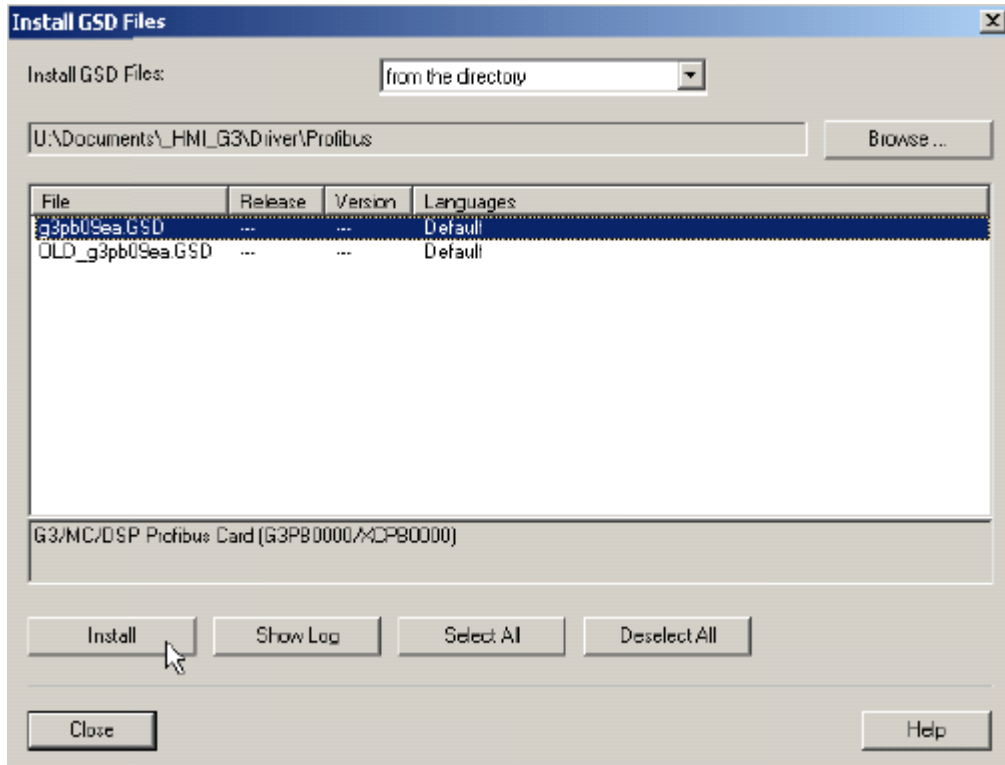 Install GSD Files
Install GSD Files:
from the directory
U:\Documents\_HMI_G3\Driver\Profibus
Browse ...
File Release Version Languages
g3pb09ea.GSD --- --- Default
OLD_g3pb09ea.GSD --- --- Default
G3/MC/DSP Profibus Card (G3PB0000/XCPB0000)
Install Show Log Select All Deselect All
Close Help